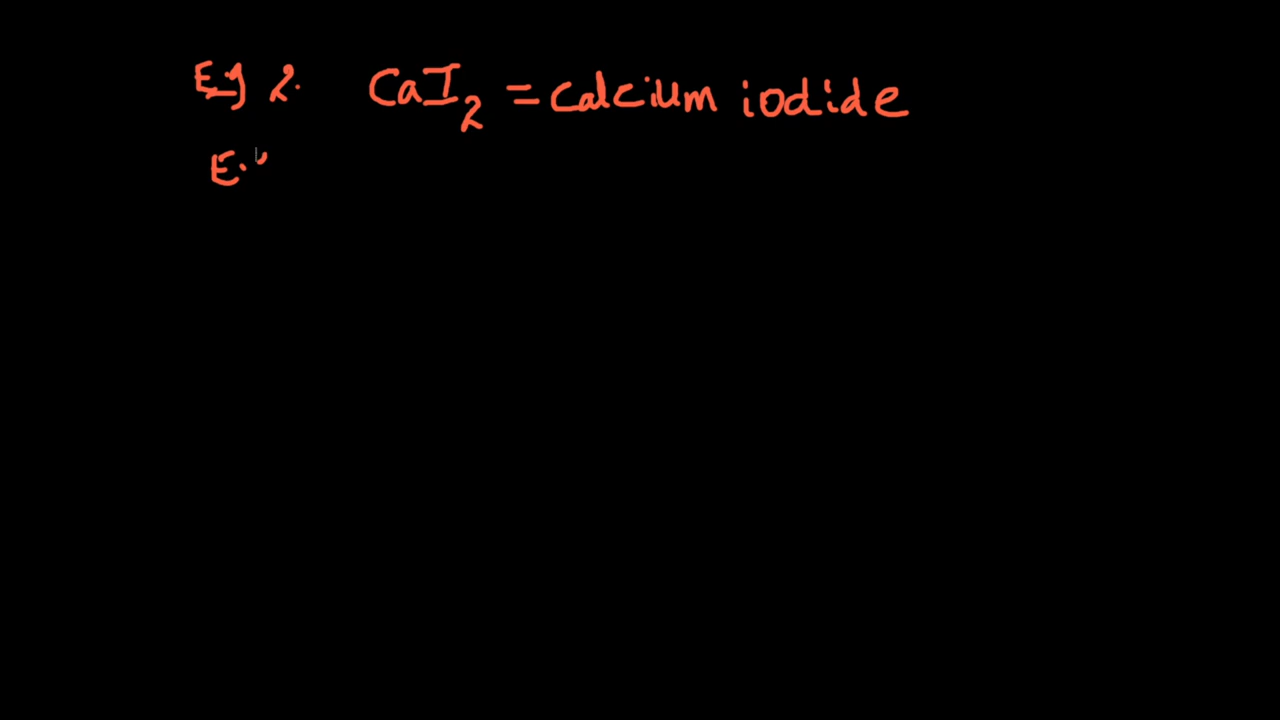 Eg 2. CaI₂ = Calcium iodide
E.